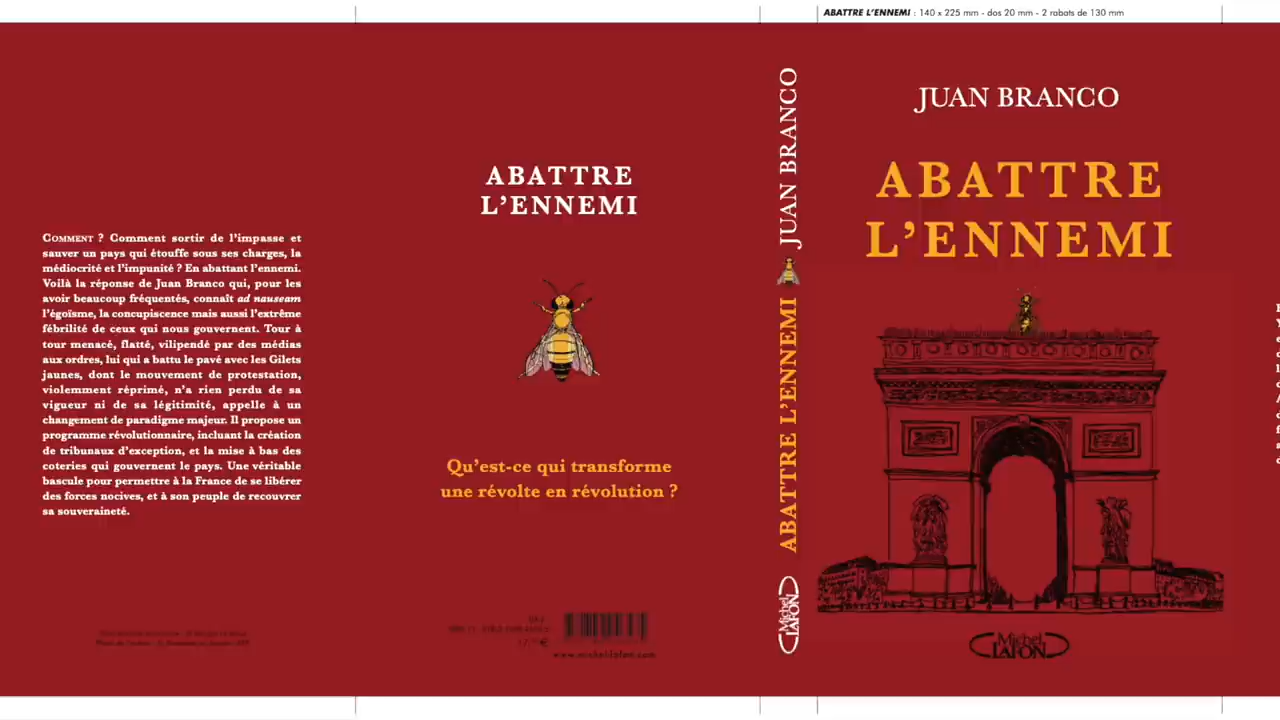 ABATTRE L'ENNEMI : 140 x 225 mm - dos 20 mm - 2 rabats de 130 mm
COMMENT ? Comment sortir de l'impasse et
sauver un pays qui étouffe sous ses charges, la
médiocrité et l'impunité ? En abattant l'ennemi.
Voilà la réponse de Juan Branco qui, pour les
avoir beaucoup fréquentés, connaît ad nauseam
l'égoïsme, la concupiscence mais aussi l'extrême
fébrilité de ceux qui nous gouvernent. Tour à
tour menacé, flatté, vilipendé par des médias
aux ordres, lui qui a battu le pavé avec les Gilets
jaunes, dont le mouvement de protestation,
violemment réprimé, n'a rien perdu de sa
vigueur ni de sa légitimité, appelle à un
changement de paradigme majeur. Il propose un
programme révolutionnaire, incluant la création
de tribunaux d'exception, et la mise à bas des
coteries qui gouvernent le pays. Une véritable
bascule pour permettre à la France de se libérer
des forces nocives, et à son peuple de recouvrer
sa souveraineté.
ABATTRE
L'ENNEMI
Qu'est-ce qui transforme
une révolte en révolution ?
www.michel-lafon.com
ABATTRE L'ENNEMI JUAN BRANCO
Michel
LAFON
JUAN BRANCO
ABATTRE
L'ENNEMI
Michel
LAFON